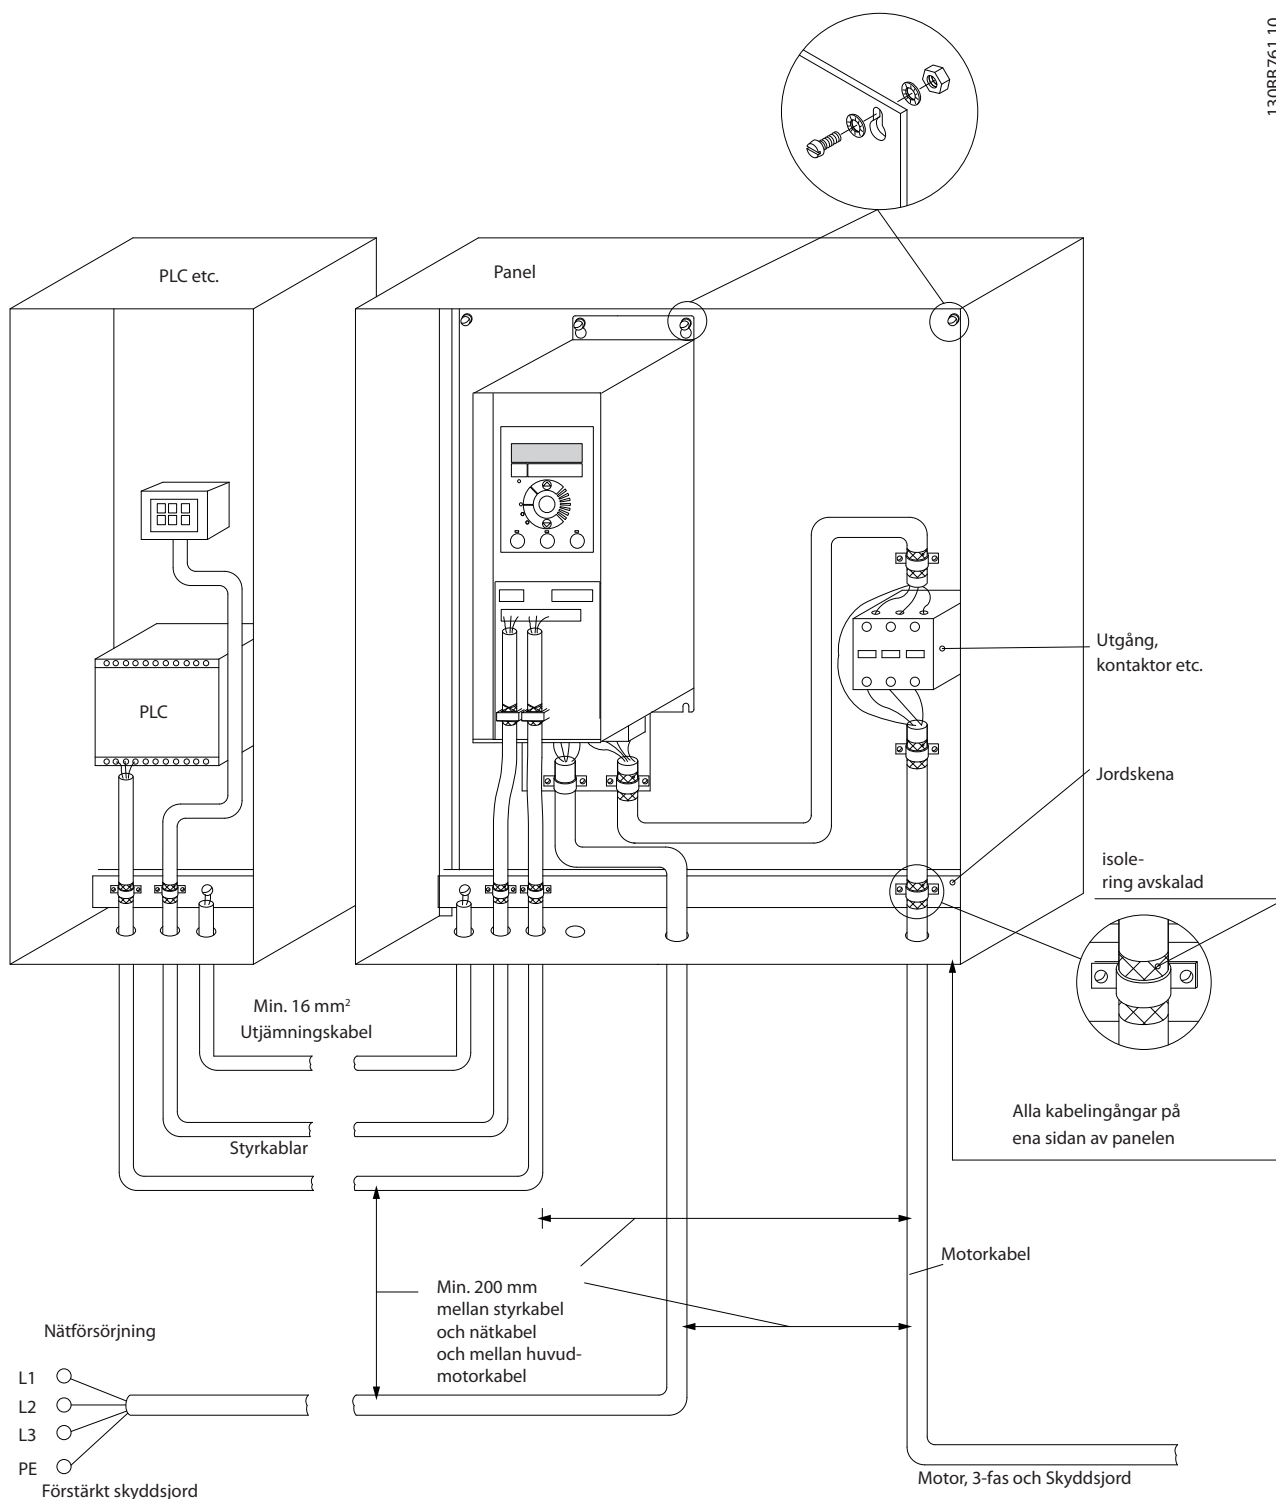 130BB761.10
PLC etc.
Panel
PLC
Utgång,
kontaktor etc.
Jordskena
isole-
ring avskalad
Min. 16 mm²
Utjämningskabel
Alla kabelingångar på
ena sidan av panelen
Styrkablar
Motorkabel
Min. 200 mm
mellan styrkabel
och nätkabel
och mellan huvud-
motorkabel
Nätförsörjning
L1
L2
L3
PE
Förstärkt skyddsjord
Motor, 3-fas och Skyddsjord